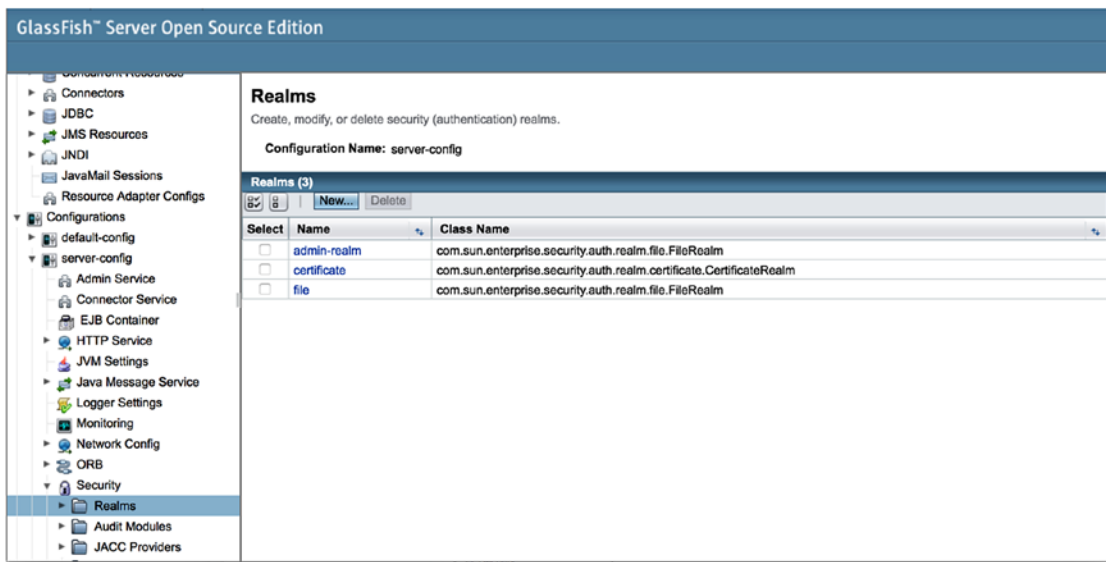 GlassFish™ Server Open Source Edition
Concurrent Resources
Connectors
JDBC
JMS Resources
JNDI
JavaMail Sessions
Resource Adapter Configs
Configurations
default-config
server-config
Admin Service
Connector Service
EJB Container
HTTP Service
JVM Settings
Java Message Service
Logger Settings
Monitoring
Network Config
ORB
Security
Realms
Audit Modules
JACC Providers
Realms
Create, modify, or delete security (authentication) realms.
Configuration Name: server-config
Realms (3)
New... Delete
Select Name Class Name
admin-realm com.sun.enterprise.security.auth.realm.file.FileRealm
certificate com.sun.enterprise.security.auth.realm.certificate.CertificateRealm
file com.sun.enterprise.security.auth.realm.file.FileRealm